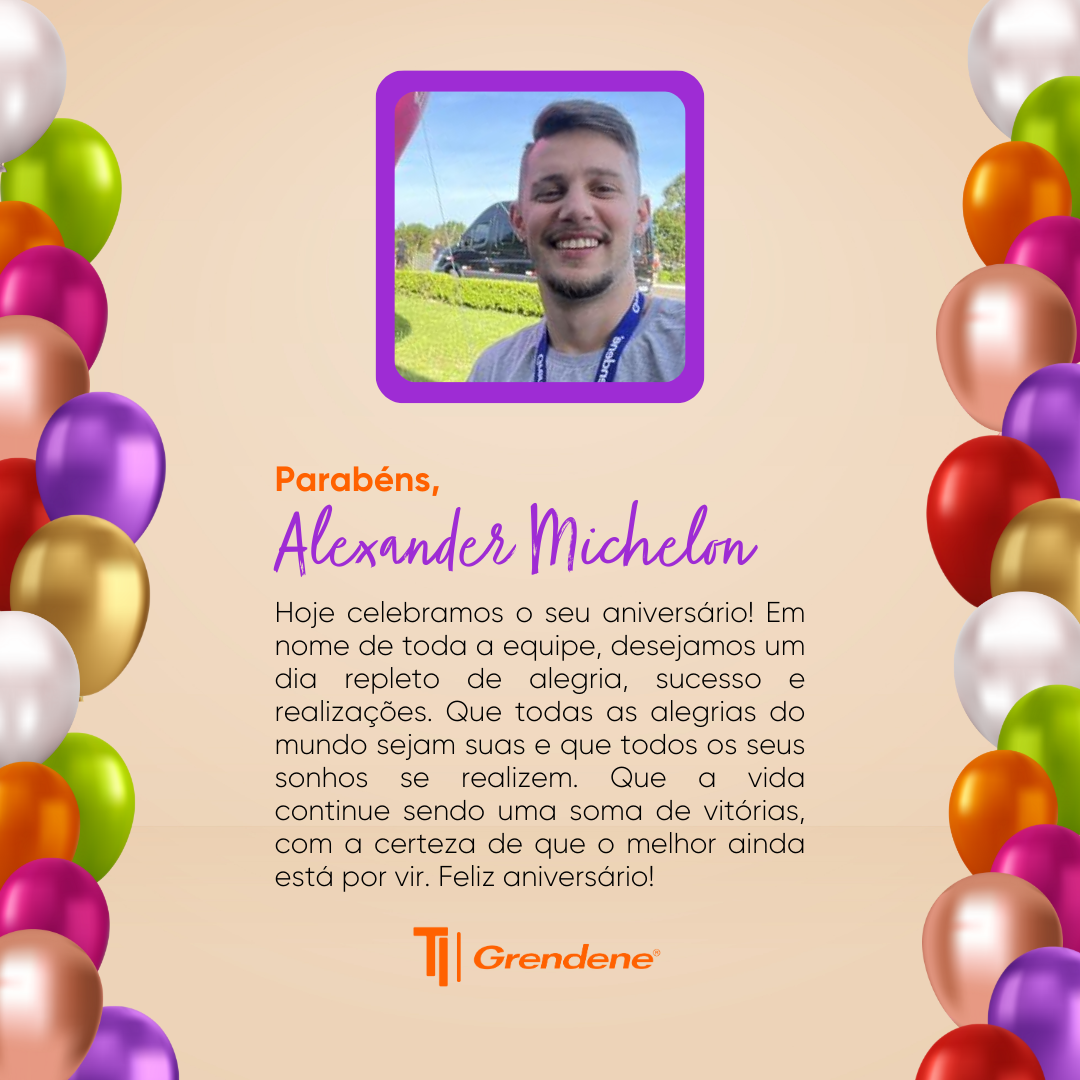 Parabéns,
Alexander Michelon
Hoje celebramos o seu aniversário! Em
nome de toda a equipe, desejamos um
dia repleto de alegria, sucesso e
realizações. Que todas as alegrias do
mundo sejam suas e que todos os seus
sonhos se realizem. Que a vida
continue sendo uma soma de vitórias,
com a certeza de que o melhor ainda
está por vir. Feliz aniversário!
TI | Grendene®